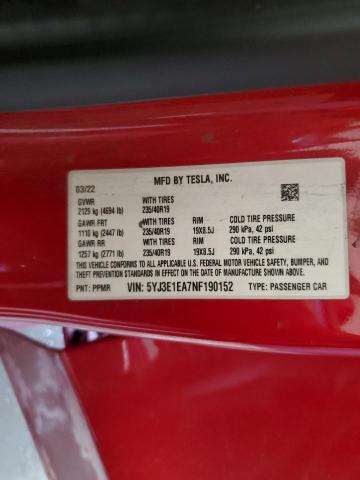 03/22 MFD BY TESLA, INC.
GVWR WITH TIRES
2129 kg (4694 lb) 235/40R19
GAWR FRT WITH TIRES RIM COLD TIRE PRESSURE
1110 kg (2447 lb) 235/40R19 19X8.5J 290 kPa, 42 psi
GAWR RR WITH TIRES RIM COLD TIRE PRESSURE
1257 kg (2771 lb) 235/40R19 19X8.5J 290 kPa, 42 psi
THIS VEHICLE CONFORMS TO ALL APPLICABLE FEDERAL MOTOR VEHICLE SAFETY, BUMPER, AND
THEFT PREVENTION STANDARDS IN EFFECT ON THE DATE OF MANUFACTURE SHOWN ABOVE.
PNT: PPMR VIN: 5YJ3E1EA7NF190152 TYPE: PASSENGER CAR